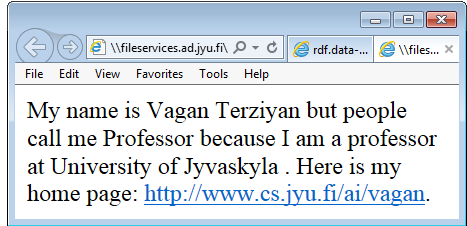 \\fileservices.ad.jyu.fi\
rdf.data-...
\\files...
File Edit View Favorites Tools Help
My name is Vagan Terziyan but people
call me Professor because I am a professor
at University of Jyvaskyla . Here is my
home page: http://www.cs.jyu.fi/ai/vagan.